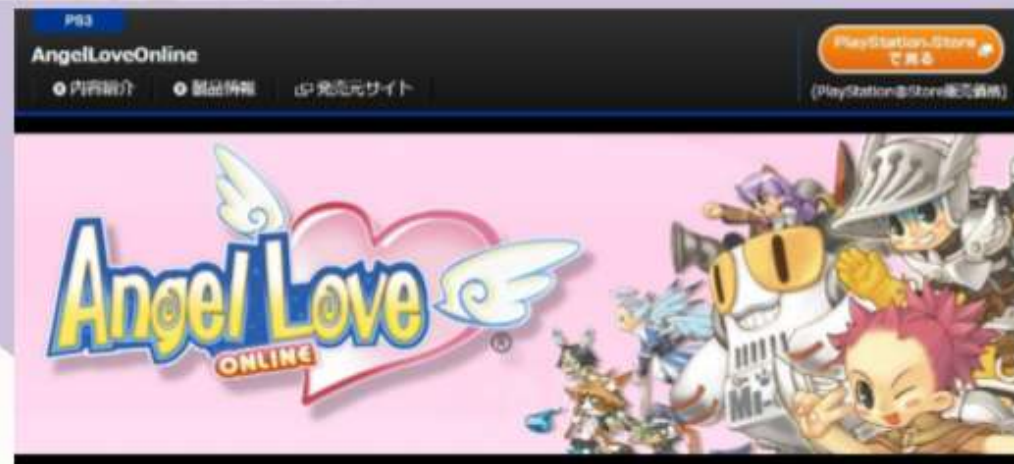 PS3
AngelLoveOnline
内容紹介
製品情報
発売元サイト
PlayStation.Store
で見る
(PlayStation®Store販売価格)
Angel Love
ONLINE
®
Mi-